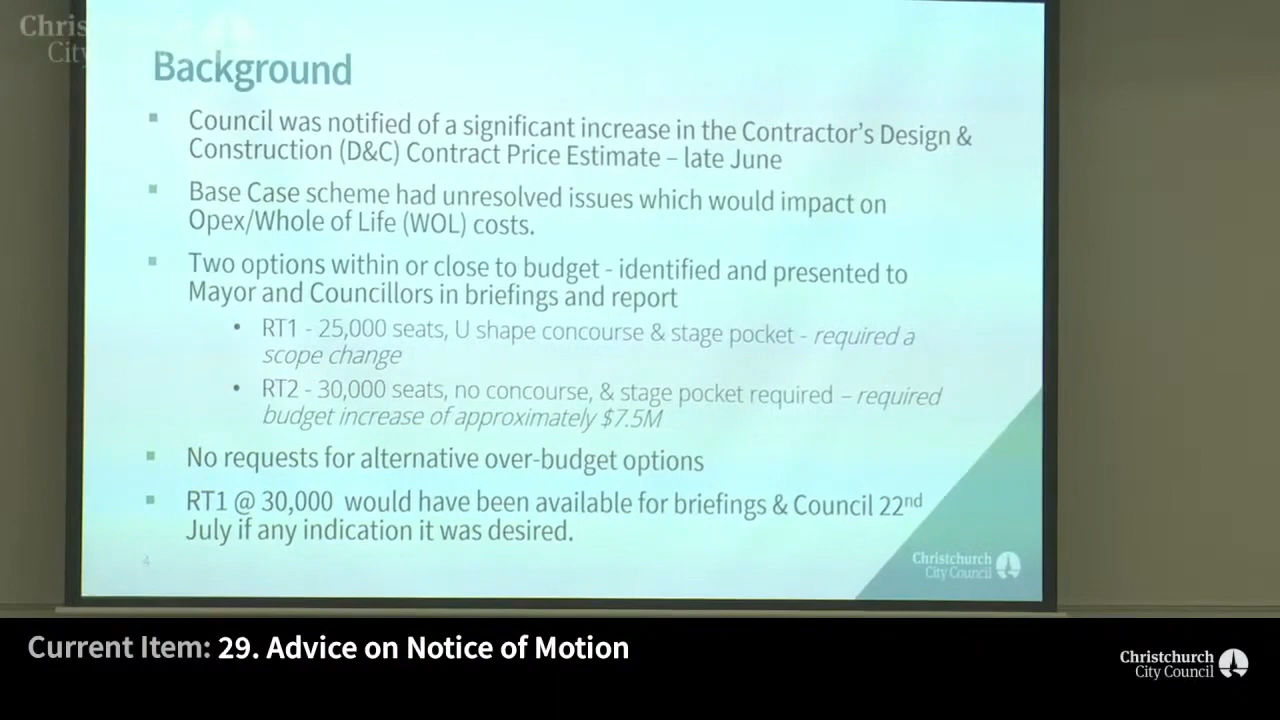 Chris
City
Background
Council was notified of a significant increase in the Contractor's Design &
Construction (D&C) Contract Price Estimate – late June
Base Case scheme had unresolved issues which would impact on
Opex/Whole of Life (WOL) costs.
Two options within or close to budget - identified and presented to
Mayor and Councillors in briefings and report
RT1 - 25,000 seats, U shape concourse & stage pocket - required a
scope change
RT2 - 30,000 seats, no concourse, & stage pocket required – required
budget increase of approximately $7.5M
No requests for alternative over-budget options
RT1 @ 30,000 would have been available for briefings & Council 22nd
July if any indication it was desired.
4
Christchurch
City Council
Current Item: 29. Advice on Notice of Motion
Christchurch
City Council